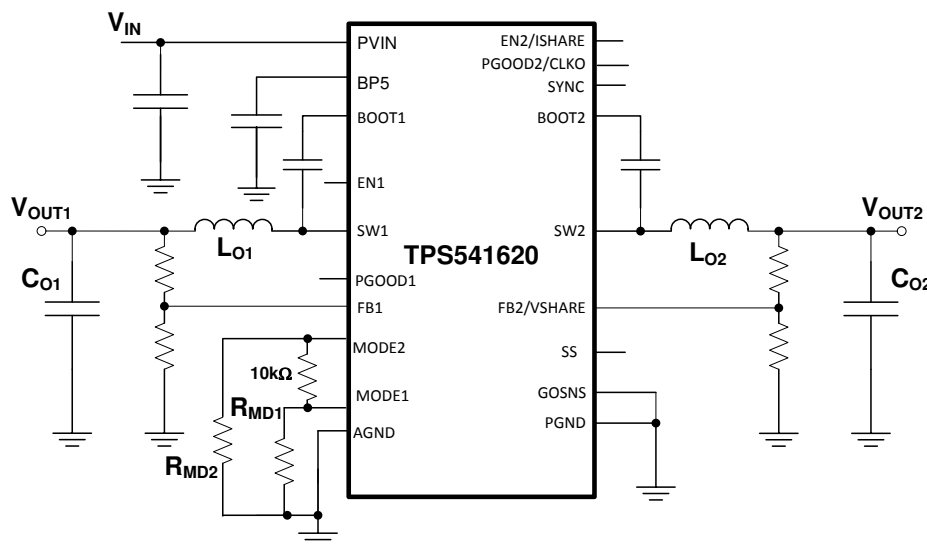 VIN
PVIN
BP5
BOOT1
EN1
VOUT1
LO1
SW1
CO1
PGOOD1
FB1
MODE2
10kΩ
MODE1
RMD1
AGND
RMD2
TPS541620
EN2/ISHARE
PGOOD2/CLKO
SYNC
BOOT2
SW2
LO2
VOUT2
CO2
FB2/VSHARE
SS
GOSNS
PGND